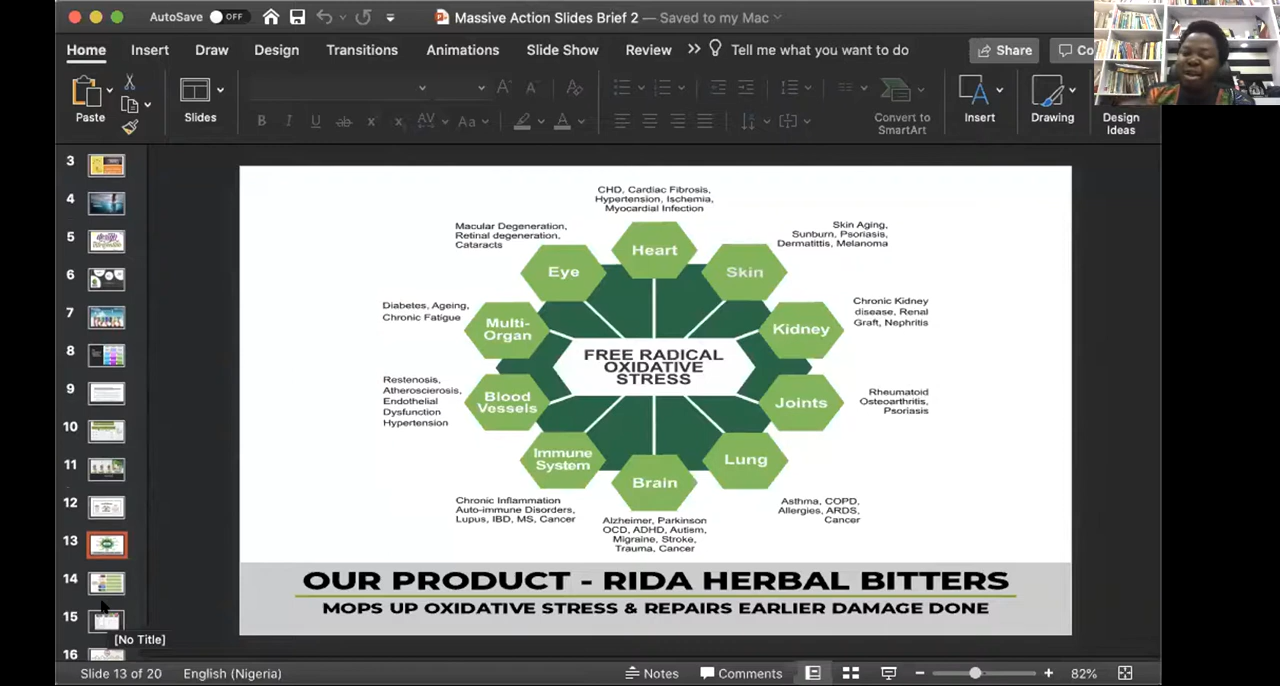 AutoSave OFF
Massive Action Slides Brief 2 — Saved to my Mac
Home Insert Draw Design Transitions Animations Slide Show Review Tell me what you want to do Share Co
Paste
Slides
Convert to
SmartArt
Insert
Drawing
Design
Ideas
3
4
5
6
7
8
9
10
11
12
13
14
15
16
[No Title]
CHD, Cardiac Fibrosis,
Hypertension, Ischemia,
Myocardial Infection
Heart
Skin Aging,
Sunburn, Psoriasis,
Dermatittis, Melanoma
Skin
Chronic Kidney
disease, Renal
Graft, Nephritis
Kidney
Rheumatoid
Osteoarthritis,
Psoriasis
Joints
Asthma, COPD,
Allergies, ARDS,
Cancer
Lung
Brain
Alzheimer, Parkinson
OCD, ADHD, Autism,
Migraine, Stroke,
Trauma, Cancer
Immune
System
Chronic Inflammation
Auto-immune Disorders,
Lupus, IBD, MS, Cancer
Blood
Vessels
Restenosis,
Atheroscierosis,
Endothelial
Dysfunction
Hypertension
Multi-
Organ
Diabetes, Ageing,
Chronic Fatigue
Eye
Macular Degeneration,
Retinal degeneration,
Cataracts
FREE RADICAL
OXIDATIVE
STRESS
OUR PRODUCT - RIDA HERBAL BITTERS
MOPS UP OXIDATIVE STRESS & REPAIRS EARLIER DAMAGE DONE
Slide 13 of 20 English (Nigeria) Notes Comments 82%